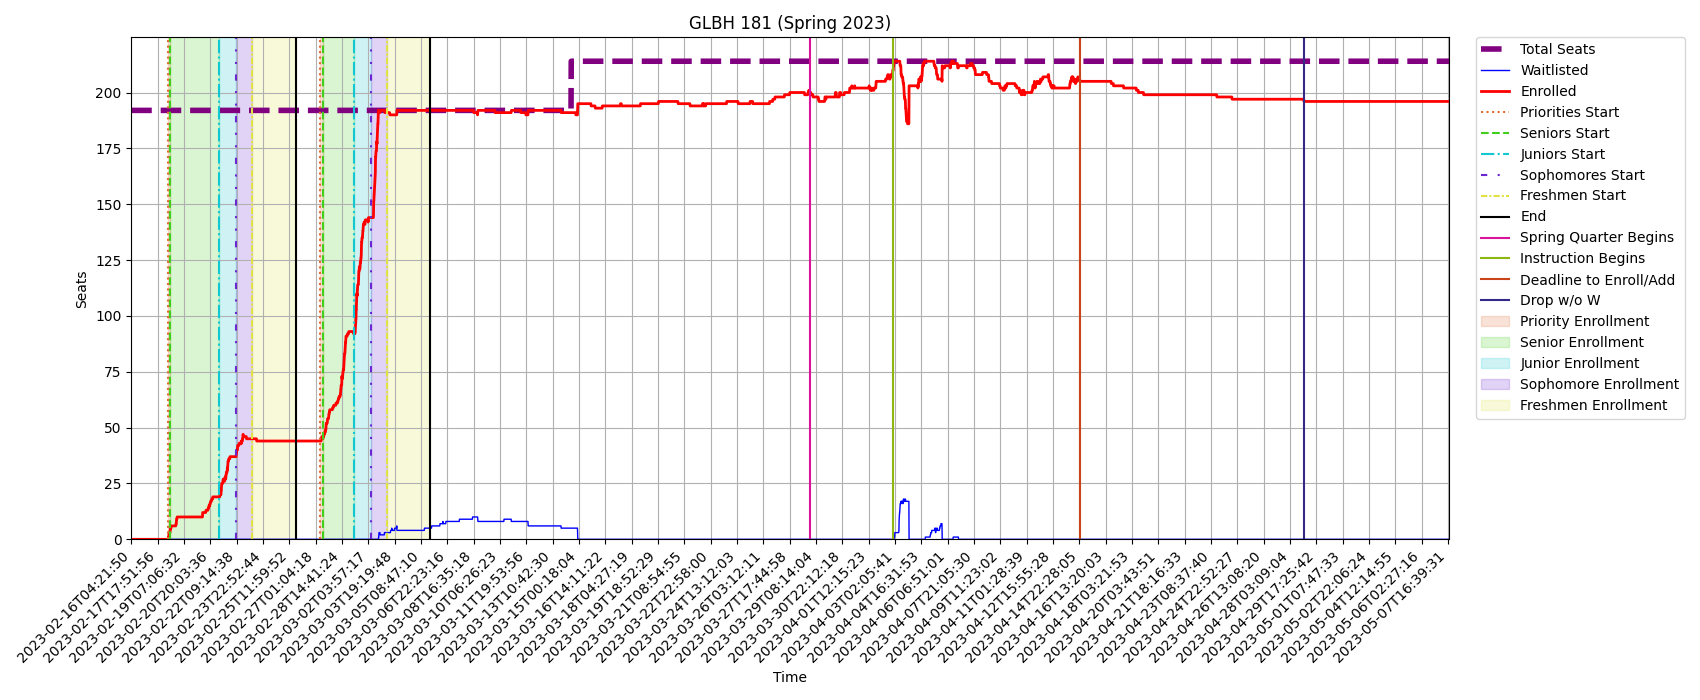 GLBH 181 (Spring 2023)
Seats
200
175
150
125
100
75
50
25
0
2023-02-16T04:21:50
2023-02-17T17:51:56
2023-02-19T07:06:32
2023-02-20T20:03:36
2023-02-22T09:14:38
2023-02-23T22:52:44
2023-02-25T11:59:52
2023-02-27T01:04:18
2023-02-28T14:41:24
2023-03-02T03:57:17
2023-03-03T19:19:48
2023-03-05T08:47:10
2023-03-06T22:23:16
2023-03-08T16:35:18
2023-03-10T06:26:23
2023-03-11T19:53:56
2023-03-13T10:42:30
2023-03-15T00:18:04
2023-03-16T14:11:22
2023-03-18T04:27:19
2023-03-19T18:52:29
2023-03-21T08:54:55
2023-03-22T22:58:00
2023-03-24T13:12:03
2023-03-26T03:12:11
2023-03-27T17:44:58
2023-03-29T08:14:04
2023-03-30T22:12:18
2023-04-01T12:15:23
2023-04-03T02:05:41
2023-04-04T16:31:53
2023-04-06T06:51:01
2023-04-07T21:05:30
2023-04-09T11:23:02
2023-04-11T01:28:39
2023-04-12T15:55:28
2023-04-14T22:28:05
2023-04-16T13:20:03
2023-04-18T03:21:53
2023-04-20T03:43:51
2023-04-21T18:16:33
2023-04-23T08:37:40
2023-04-24T22:52:27
2023-04-26T13:08:20
2023-04-28T03:09:04
2023-04-29T17:25:42
2023-05-01T07:47:33
2023-05-02T22:06:24
2023-05-04T12:14:55
2023-05-06T02:27:16
2023-05-07T16:39:31
Time
Total Seats
Waitlisted
Enrolled
Priorities Start
Seniors Start
Juniors Start
Sophomores Start
Freshmen Start
End
Spring Quarter Begins
Instruction Begins
Deadline to Enroll/Add
Drop w/o W
Priority Enrollment
Senior Enrollment
Junior Enrollment
Sophomore Enrollment
Freshmen Enrollment